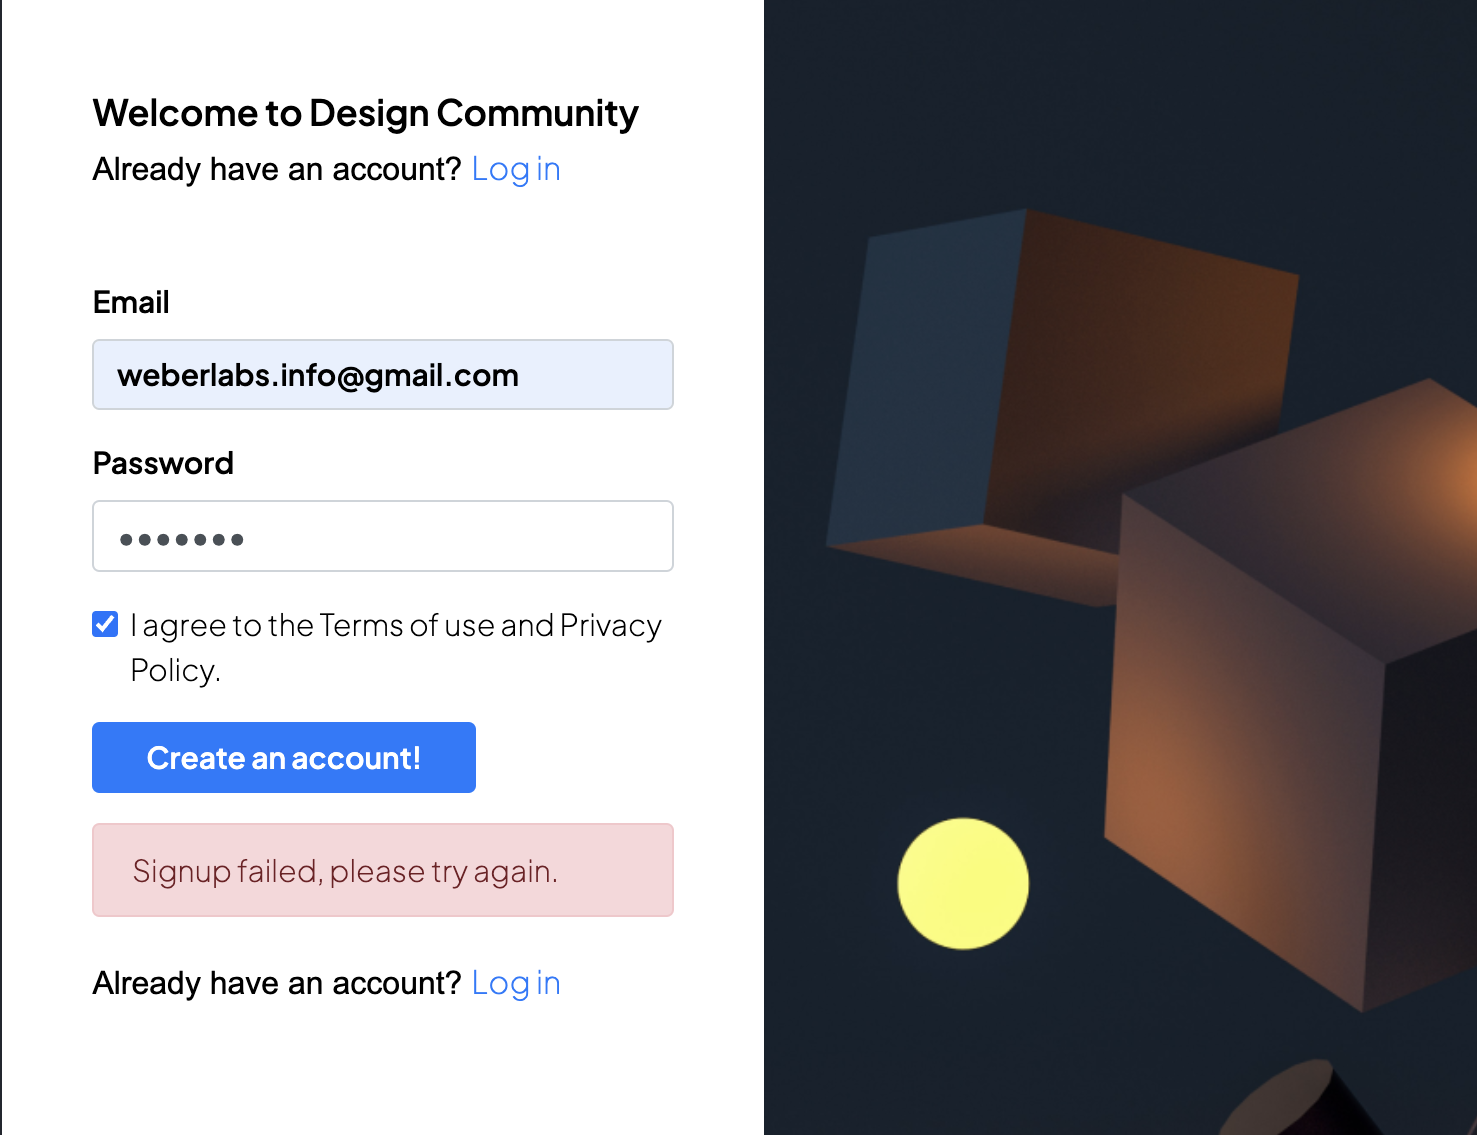 Welcome to Design Community
Already have an account? Log in
Email
weberlabs.info@gmail.com
Password
•••••••
I agree to the Terms of use and Privacy
Policy.
Create an account!
Signup failed, please try again.
Already have an account? Log in